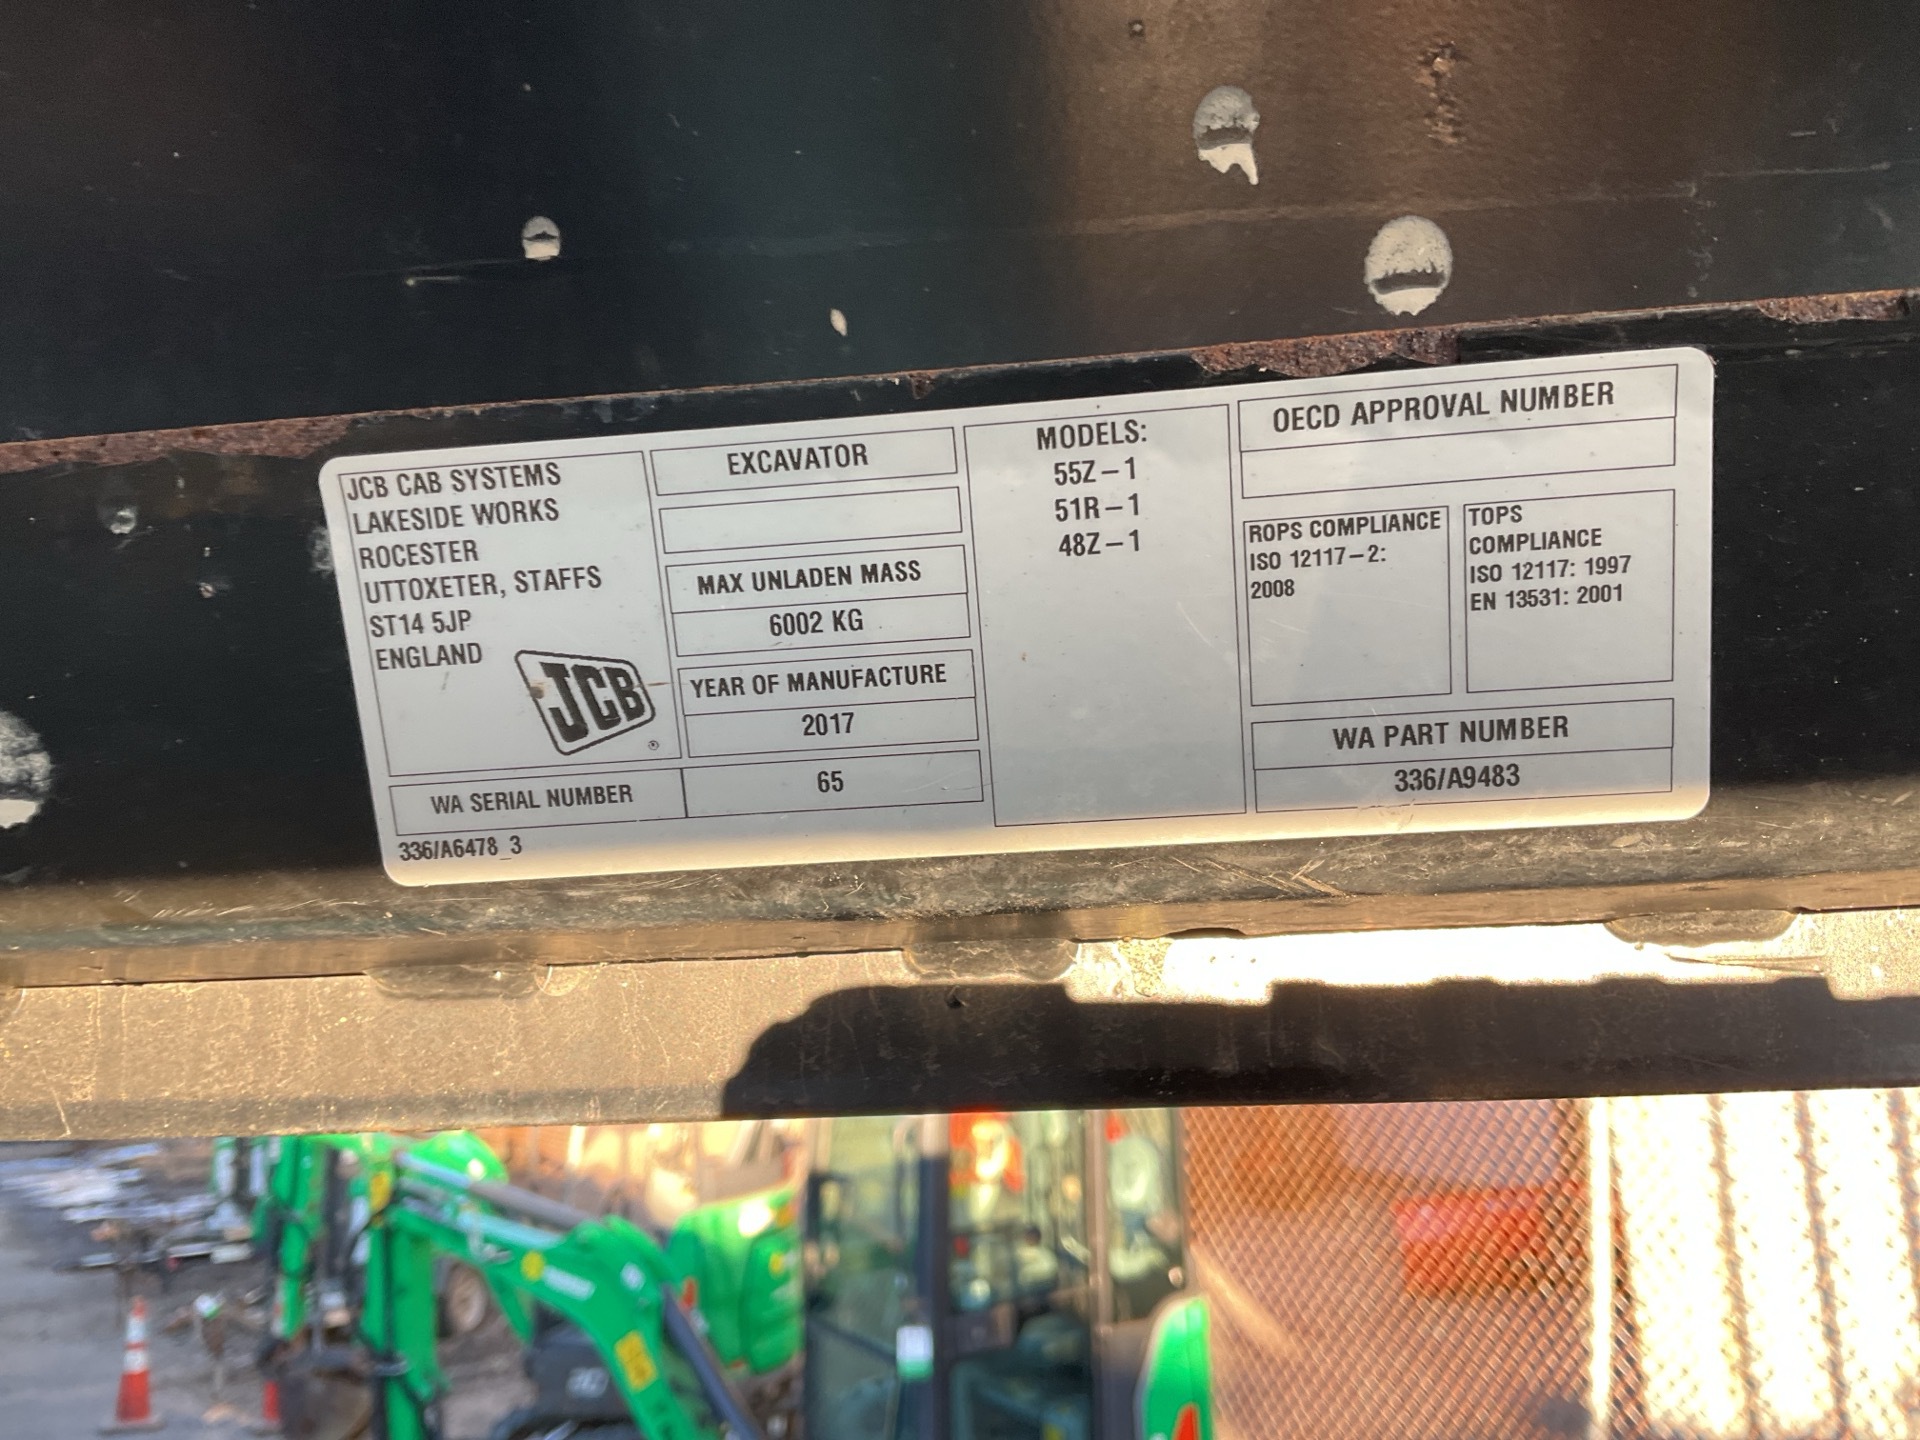 JCB CAB SYSTEMS
LAKESIDE WORKS
ROCESTER
UTTOXETER, STAFFS
ST14 5JP
ENGLAND
JCB
®
WA SERIAL NUMBER
65
336/A6478_3
EXCAVATOR
MAX UNLADEN MASS
6002 KG
YEAR OF MANUFACTURE
2017
MODELS:
55Z-1
51R-1
48Z-1
OECD APPROVAL NUMBER
ROPS COMPLIANCE
ISO 12117-2:
2008
TOPS
COMPLIANCE
ISO 12117: 1997
EN 13531: 2001
WA PART NUMBER
336/A9483